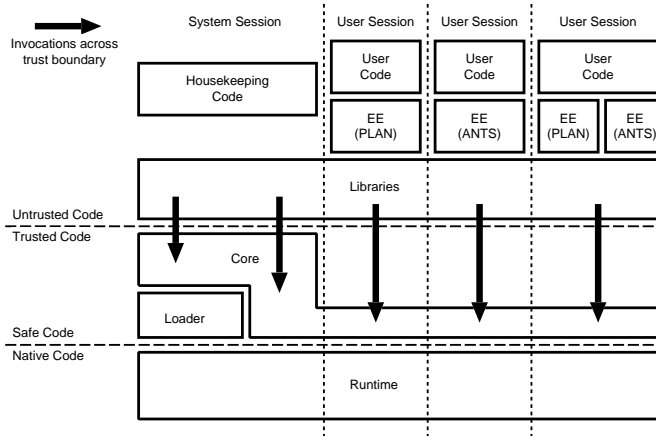 System Session
User Session
User Session
User Session
Invocations across
trust boundary
Housekeeping
Code
User
Code
User
Code
User
Code
EE
(PLAN)
EE
(ANTS)
EE
(PLAN)
EE
(ANTS)
Libraries
Untrusted Code
Trusted Code
Core
Loader
Safe Code
Native Code
Runtime